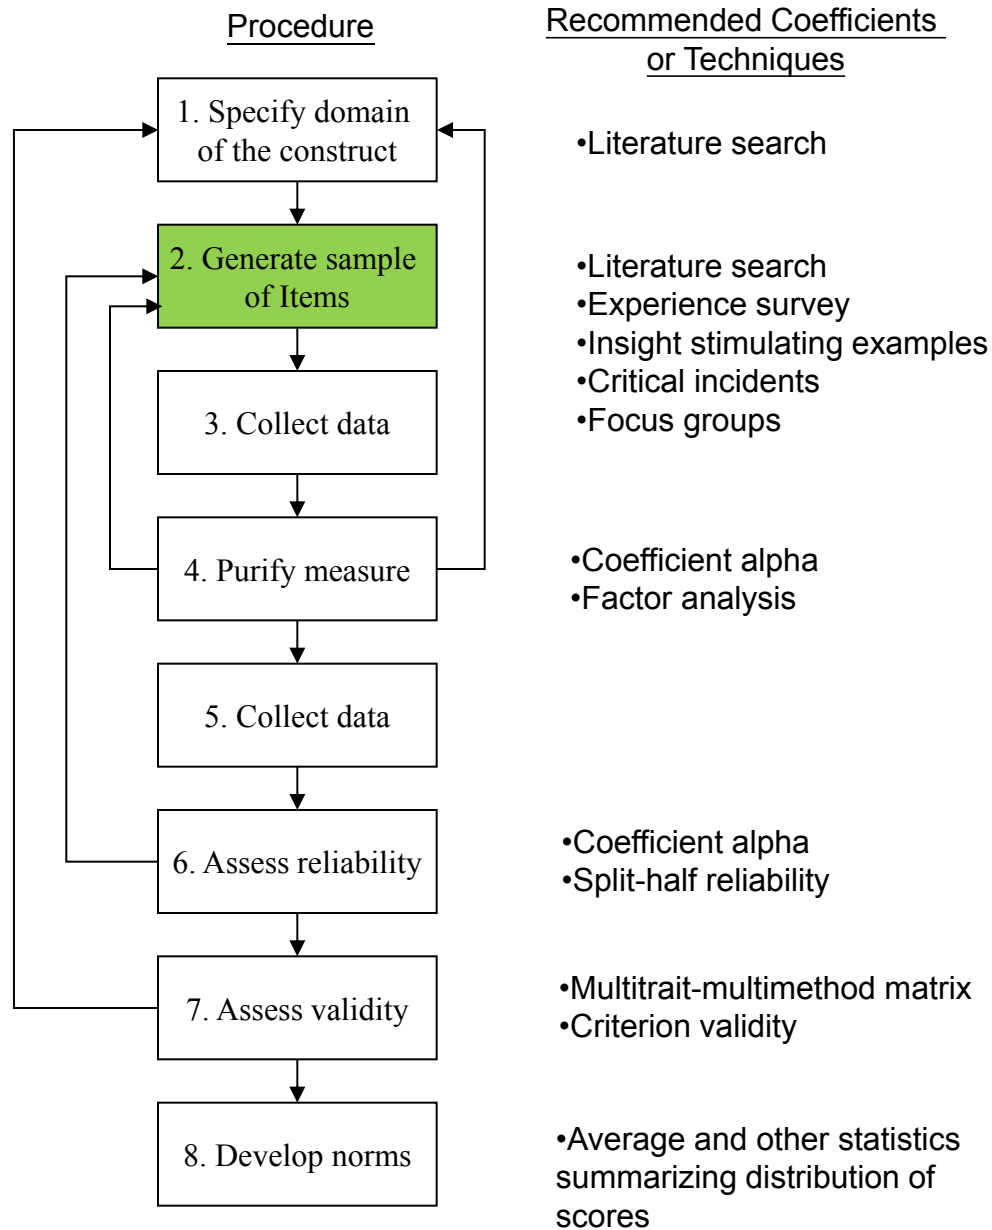 Procedure
Recommended Coefficients
or Techniques
1. Specify domain
of the construct
•Literature search
2. Generate sample
of Items
•Literature search
•Experience survey
•Insight stimulating examples
•Critical incidents
•Focus groups
3. Collect data
4. Purify measure
•Coefficient alpha
•Factor analysis
5. Collect data
6. Assess reliability
•Coefficient alpha
•Split-half reliability
7. Assess validity
•Multitrait-multimethod matrix
•Criterion validity
8. Develop norms
•Average and other statistics
summarizing distribution of
scores